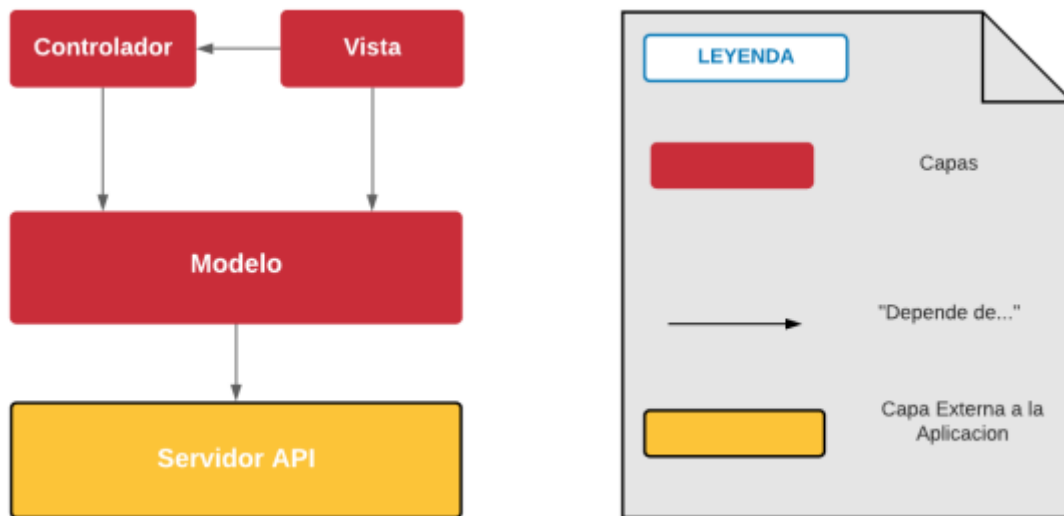 Controlador
Vista
Modelo
Servidor API
LEYENDA
Capas
"Depende de..."
Capa Externa a la
Aplicacion